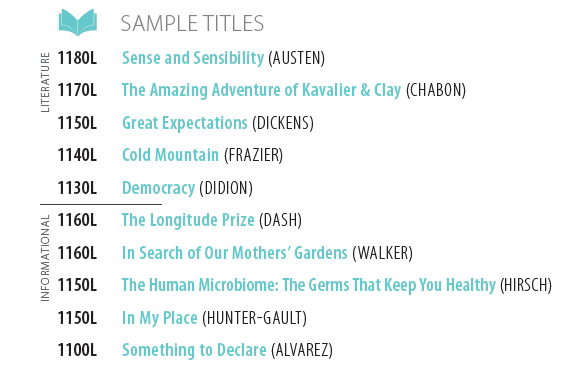 SAMPLE TITLES
LITERATURE
1180L Sense and Sensibility (AUSTEN)
1170L The Amazing Adventure of Kavalier & Clay (CHABON)
1150L Great Expectations (DICKENS)
1140L Cold Mountain (FRAZIER)
1130L Democracy (DIDION)
INFORMATIONAL
1160L The Longitude Prize (DASH)
1160L In Search of Our Mothers’ Gardens (WALKER)
1150L The Human Microbiome: The Germs That Keep You Healthy (HIRSCH)
1150L In My Place (HUNTER-GAULT)
1100L Something to Declare (ALVAREZ)